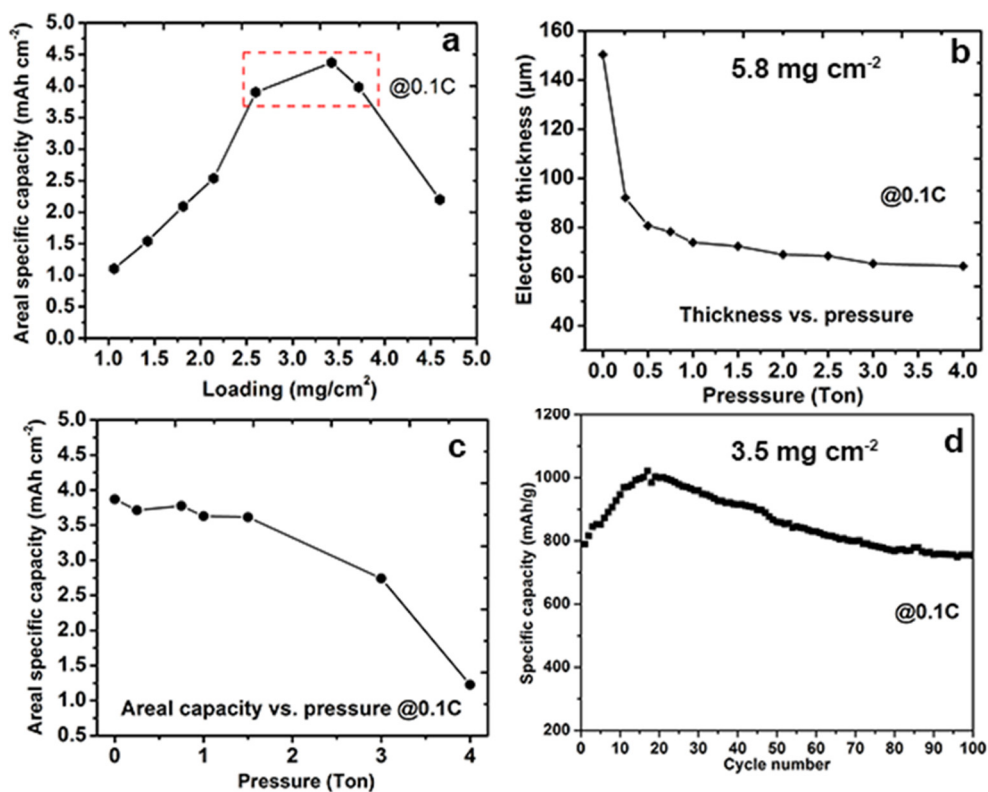 a
@0.1C
Areal specific capacity (mAh cm-2)
5.0
4.5
4.0
3.5
3.0
2.5
2.0
1.5
1.0
0.5
0.0
1.0 1.5 2.0 2.5 3.0 3.5 4.0 4.5 5.0
Loading (mg/cm2)
b
5.8 mg cm-2
@0.1C
Thickness vs. pressure
Electrode thickness (µm)
160
140
120
100
80
60
40
0.0 0.5 1.0 1.5 2.0 2.5 3.0 3.5 4.0
Presssure (Ton)
c
Areal capacity vs. pressure @0.1C
Areal specific capacity (mAh cm-2)
5.0
4.5
4.0
3.5
3.0
2.5
2.0
1.5
1.0
0.5
0 1 2 3 4
Pressure (Ton)
d
3.5 mg cm-2
@0.1C
Specific capacity (mAh/g)
1200
1000
800
600
400
200
0 10 20 30 40 50 60 70 80 90 100
Cycle number